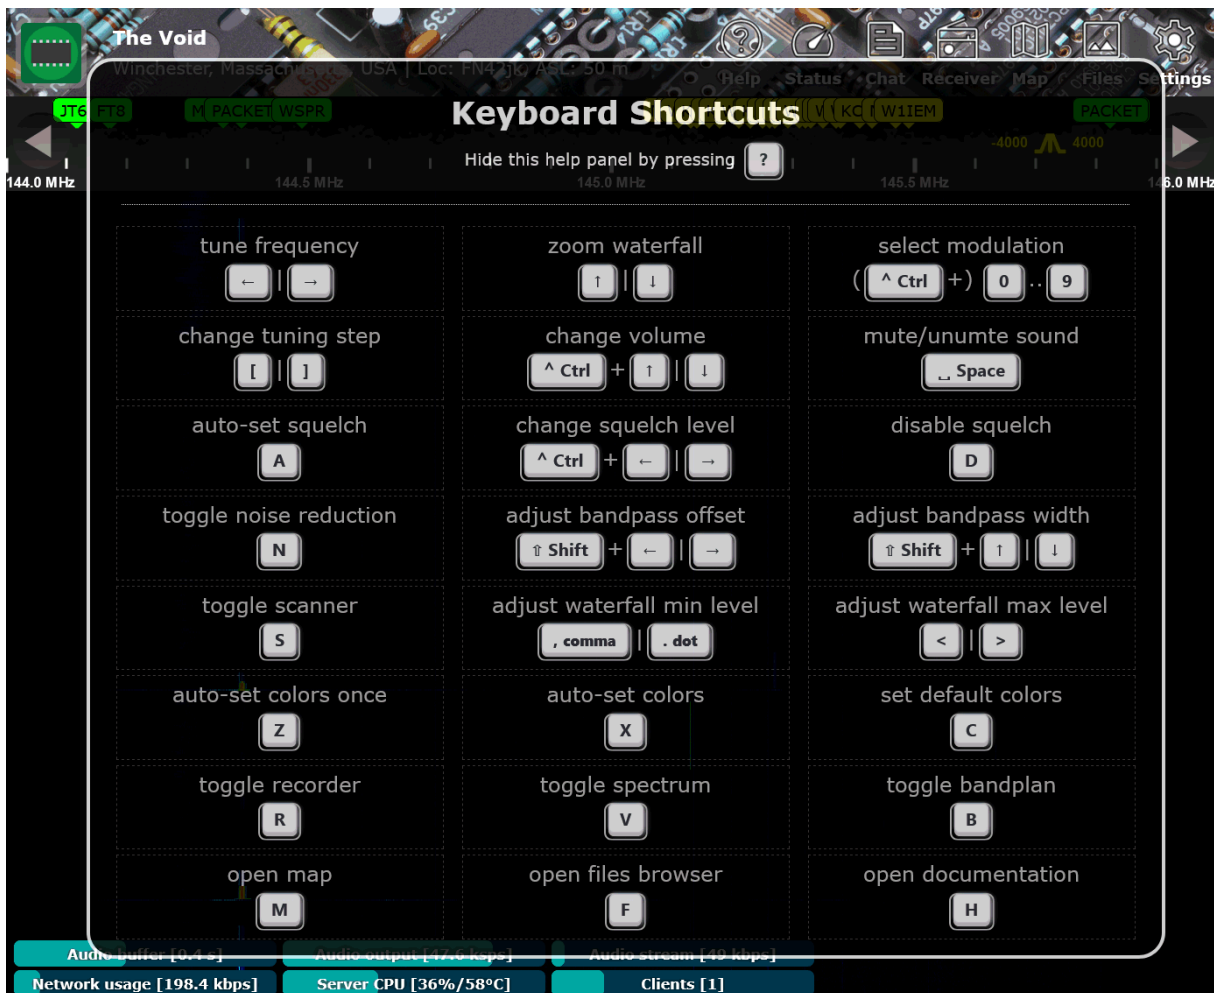 The Void
Winchester, Massachusetts, USA | Loc: FN42jk, ASL: 50 m
Help Status Chat Receiver Map Files Settings
JT6 FT8 M PACKET WSPR W KC W1IEM PACKET
Keyboard Shortcuts
-4000 4000
Hide this help panel by pressing ?
144.0 MHz 144.5 MHz 145.0 MHz 145.5 MHz 146.0 MHz
tune frequency zoom waterfall select modulation
← | → ↑ | ↓ (^ Ctrl +) 0 .. 9
change tuning step change volume mute/unumte sound
[ | ] ^ Ctrl + ↑ | ↓ ⎵ Space
auto-set squelch change squelch level disable squelch
A ^ Ctrl + ← | → D
toggle noise reduction adjust bandpass offset adjust bandpass width
N ⇧ Shift + ← | → ⇧ Shift + ↑ | ↓
toggle scanner adjust waterfall min level adjust waterfall max level
S , comma | . dot < | >
auto-set colors once auto-set colors set default colors
Z X C
toggle recorder toggle spectrum toggle bandplan
R V B
open map open files browser open documentation
M F H
Audio buffer [0.4 s] Audio output [47.6 ksps] Audio stream [49 kbps]
Network usage [198.4 kbps] Server CPU [36%/58°C] Clients [1]